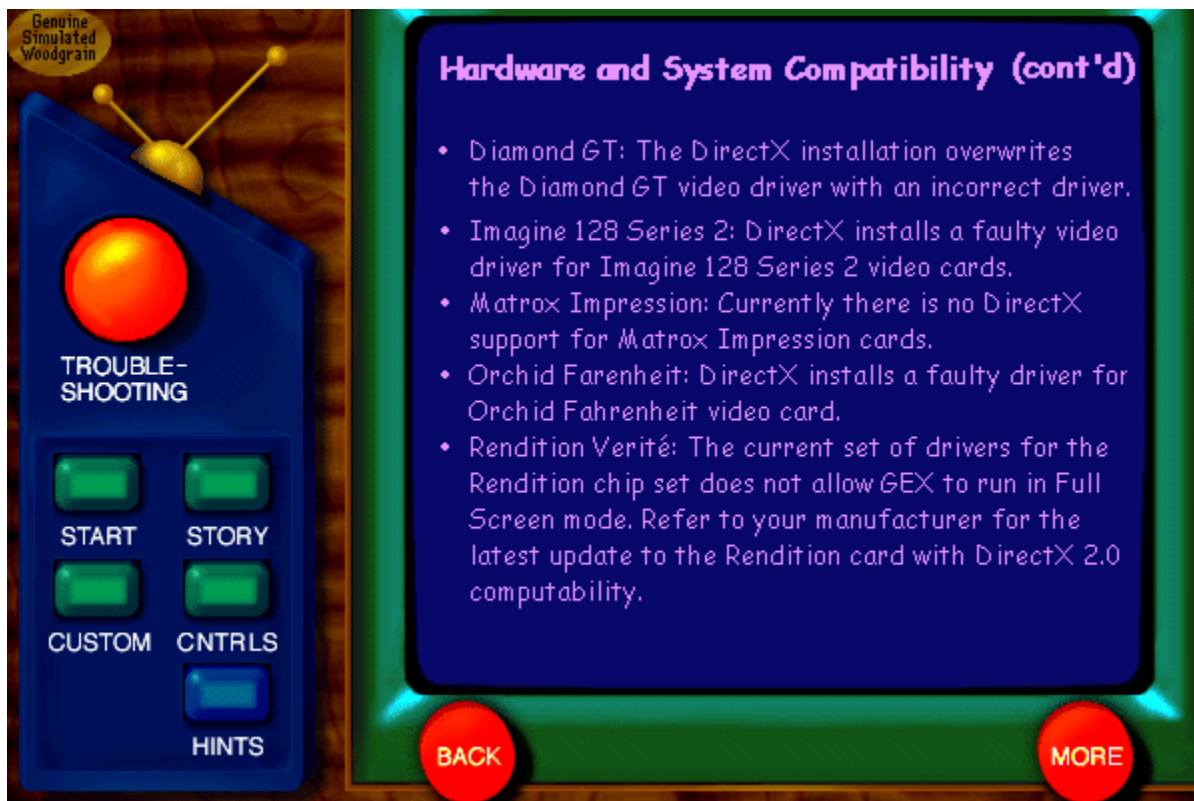 Genuine
Simulated
Woodgrain
TROUBLE-
SHOOTING
START STORY
CUSTOM CNTRLS
HINTS
Hardware and System Compatibility (cont'd)
• Diamond GT: The DirectX installation overwrites
the Diamond GT video driver with an incorrect driver.
• Imagine 128 Series 2: DirectX installs a faulty video
driver for Imagine 128 Series 2 video cards.
• Matrox Impression: Currently there is no DirectX
support for Matrox Impression cards.
• Orchid Farenheit: DirectX installs a faulty driver for
Orchid Fahrenheit video card.
• Rendition Verité: The current set of drivers for the
Rendition chip set does not allow GEX to run in Full
Screen mode. Refer to your manufacturer for the
latest update to the Rendition card with DirectX 2.0
computability.
BACK MORE